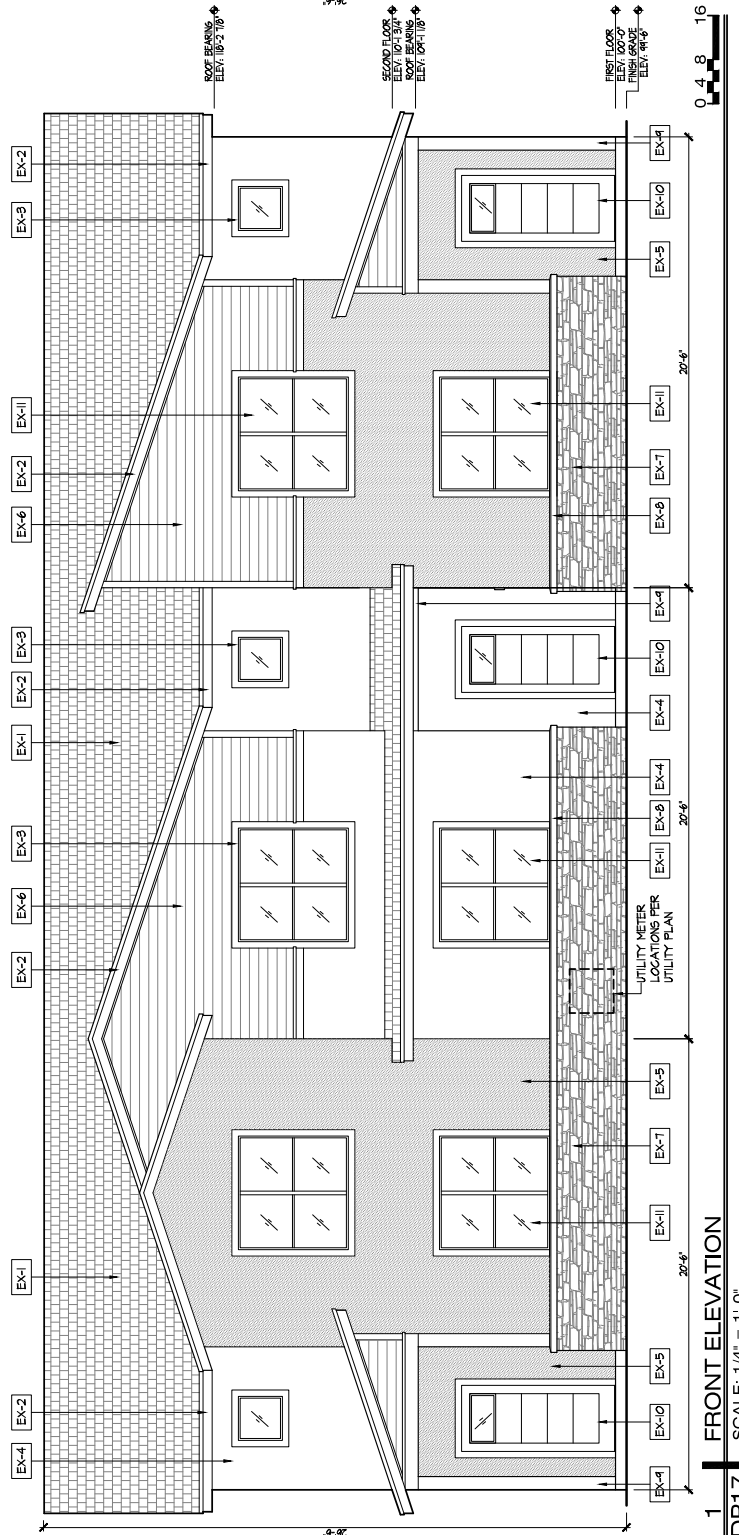 EX-4
EX-2
EX-1
EX-2
EX-6
EX-3
EX-1
EX-2
EX-3
EX-6
EX-2
EX-11
EX-3
EX-2
ROOF BEARING
ELEV: 118'-2 7/8"
SECOND FLOOR
ELEV: 110'-1 3/4"
ROOF BEARING
ELEV: 109'-1 1/8"
FIRST FLOOR
ELEV: 100'-0"
FINISH GRADE
ELEV: 99'-6"
UTILITY METER
LOCATIONS PER
UTILITY PLAN
EX-9
EX-10
EX-5
EX-11
EX-7
EX-5
EX-11
EX-8
EX-4
EX-4
EX-10
EX-9
EX-8
EX-7
EX-11
EX-5
EX-10
EX-9
20'-6"
20'-6"
20'-6"
1
FRONT ELEVATION
0 4 8 16
DP1.7
SCALE: 1/4" = 1'-0"